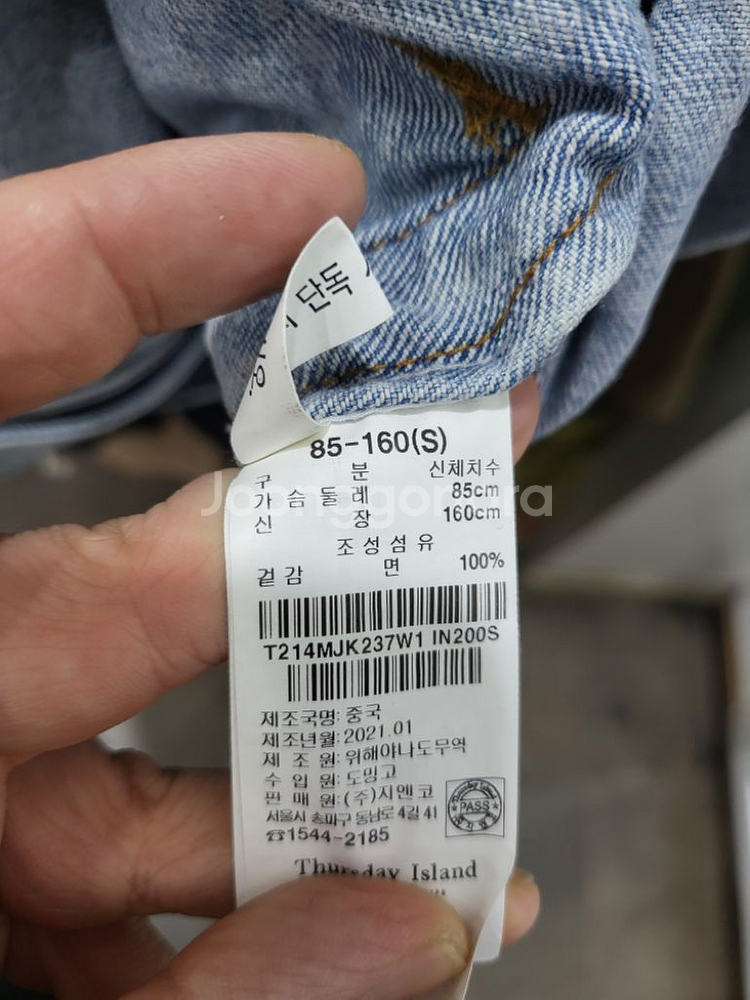 단독
85-160(S)
구 분 신체치수
가슴둘레 85cm
신 장 160cm
조성섬유
겉감 면 100%
T214MJK237W1 IN200S
제조국명: 중국
제조년월: 2021.01
제 조 원: 위해야나도무역
수 입 원: 도밍고
판 매 원: (주)지엔코
서울시 송파구 동남로 4길 41
☎1544-2185
PASS
Thursday Island
Joonggonara